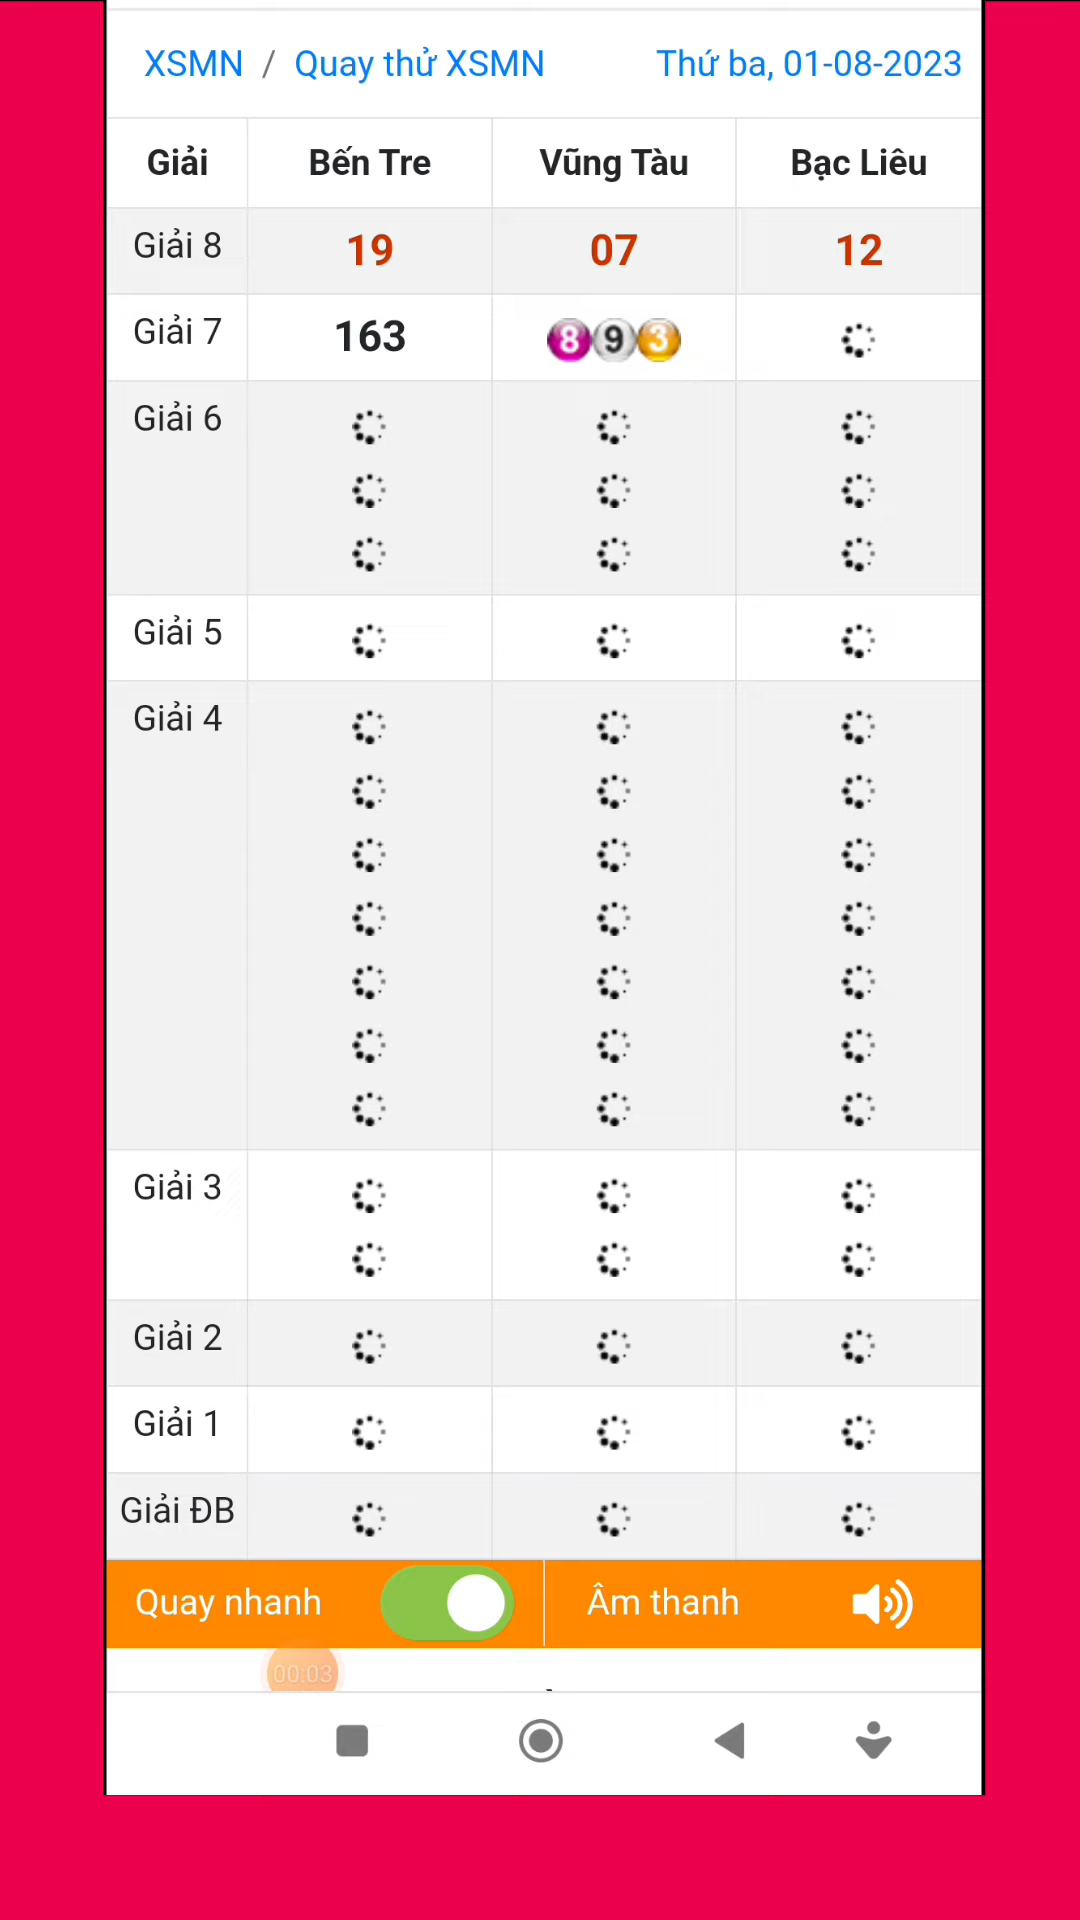 XSMN / Quay thử XSMN Thứ ba, 01-08-2023
Giải Bến Tre Vũng Tàu Bạc Liêu
Giải 8 19 07 12
Giải 7 163 893
Giải 6
Giải 5
Giải 4
Giải 3
Giải 2
Giải 1
Giải ĐB
Quay nhanh Âm thanh
00:03